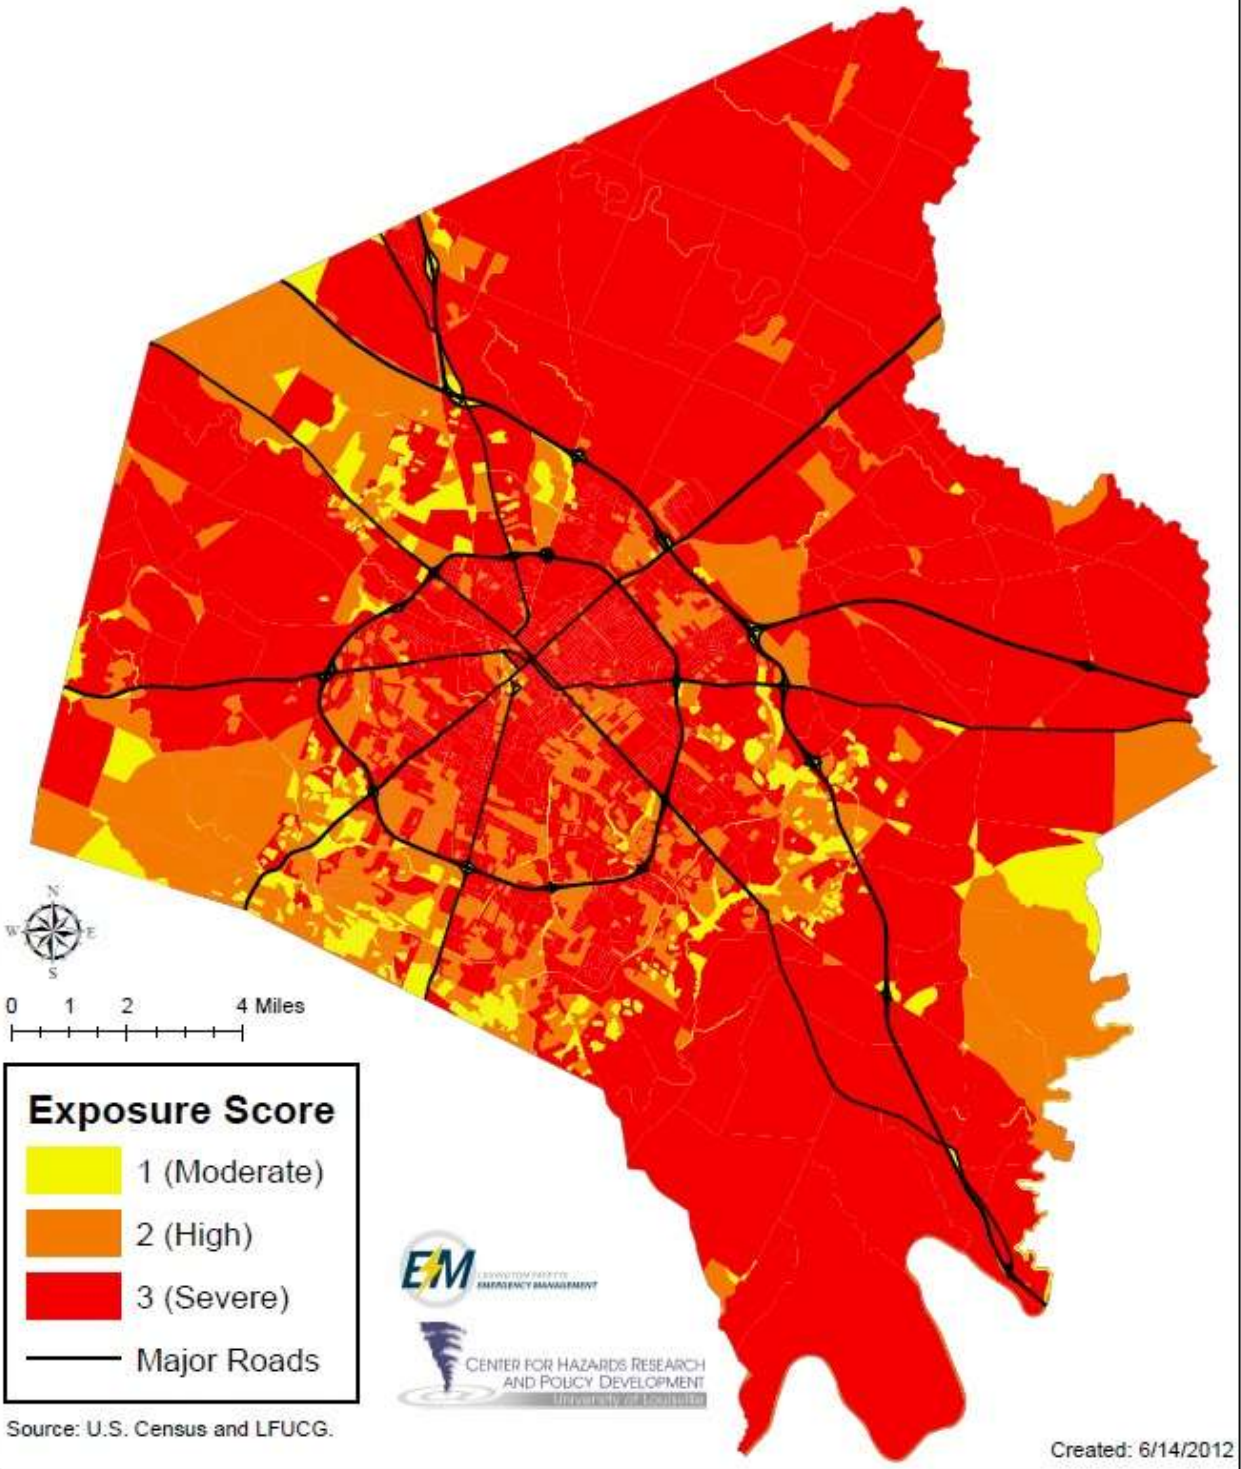 N
W E
S
0 1 2 4 Miles
Exposure Score
1 (Moderate)
2 (High)
3 (Severe)
Major Roads
EM
EMERGENCY MANAGEMENT
CENTER FOR HAZARDS RESEARCH
AND POLICY DEVELOPMENT
University of Louisville
Source: U.S. Census and LFUCG.
Created: 6/14/2012